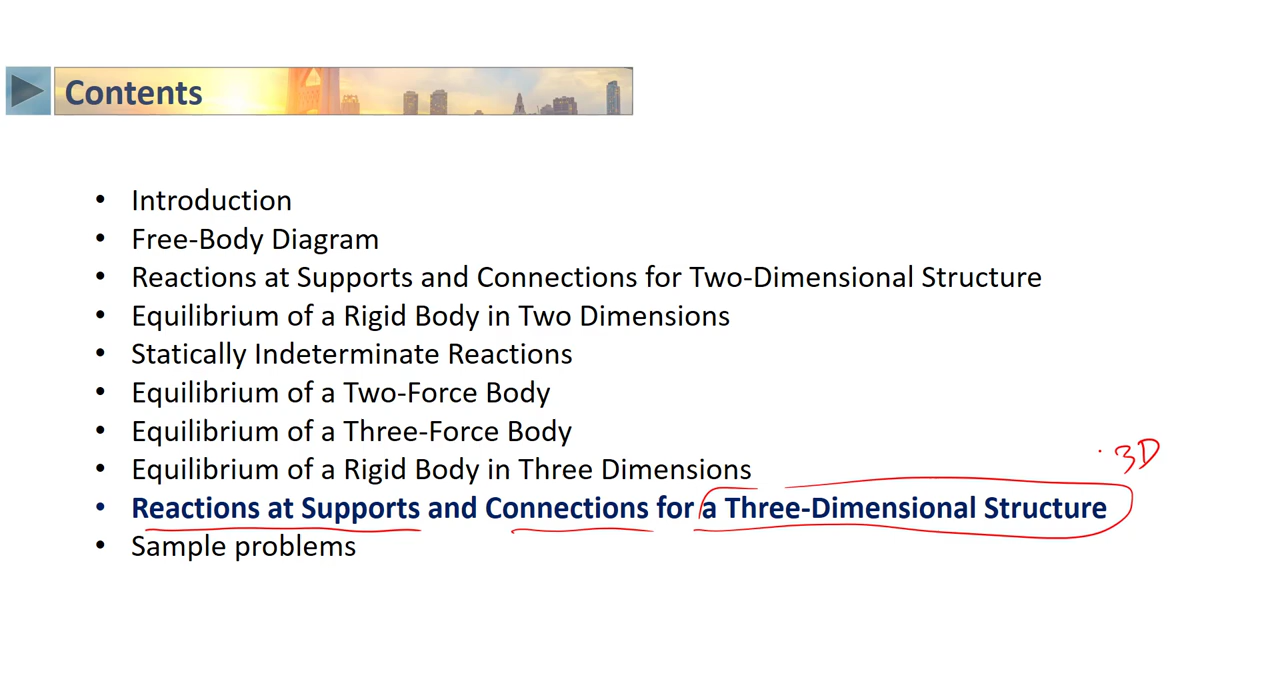 Contents
• Introduction
• Free-Body Diagram
• Reactions at Supports and Connections for Two-Dimensional Structure
• Equilibrium of a Rigid Body in Two Dimensions
• Statically Indeterminate Reactions
• Equilibrium of a Two-Force Body
• Equilibrium of a Three-Force Body
3D
• Equilibrium of a Rigid Body in Three Dimensions
• Reactions at Supports and Connections for a Three-Dimensional Structure
• Sample problems